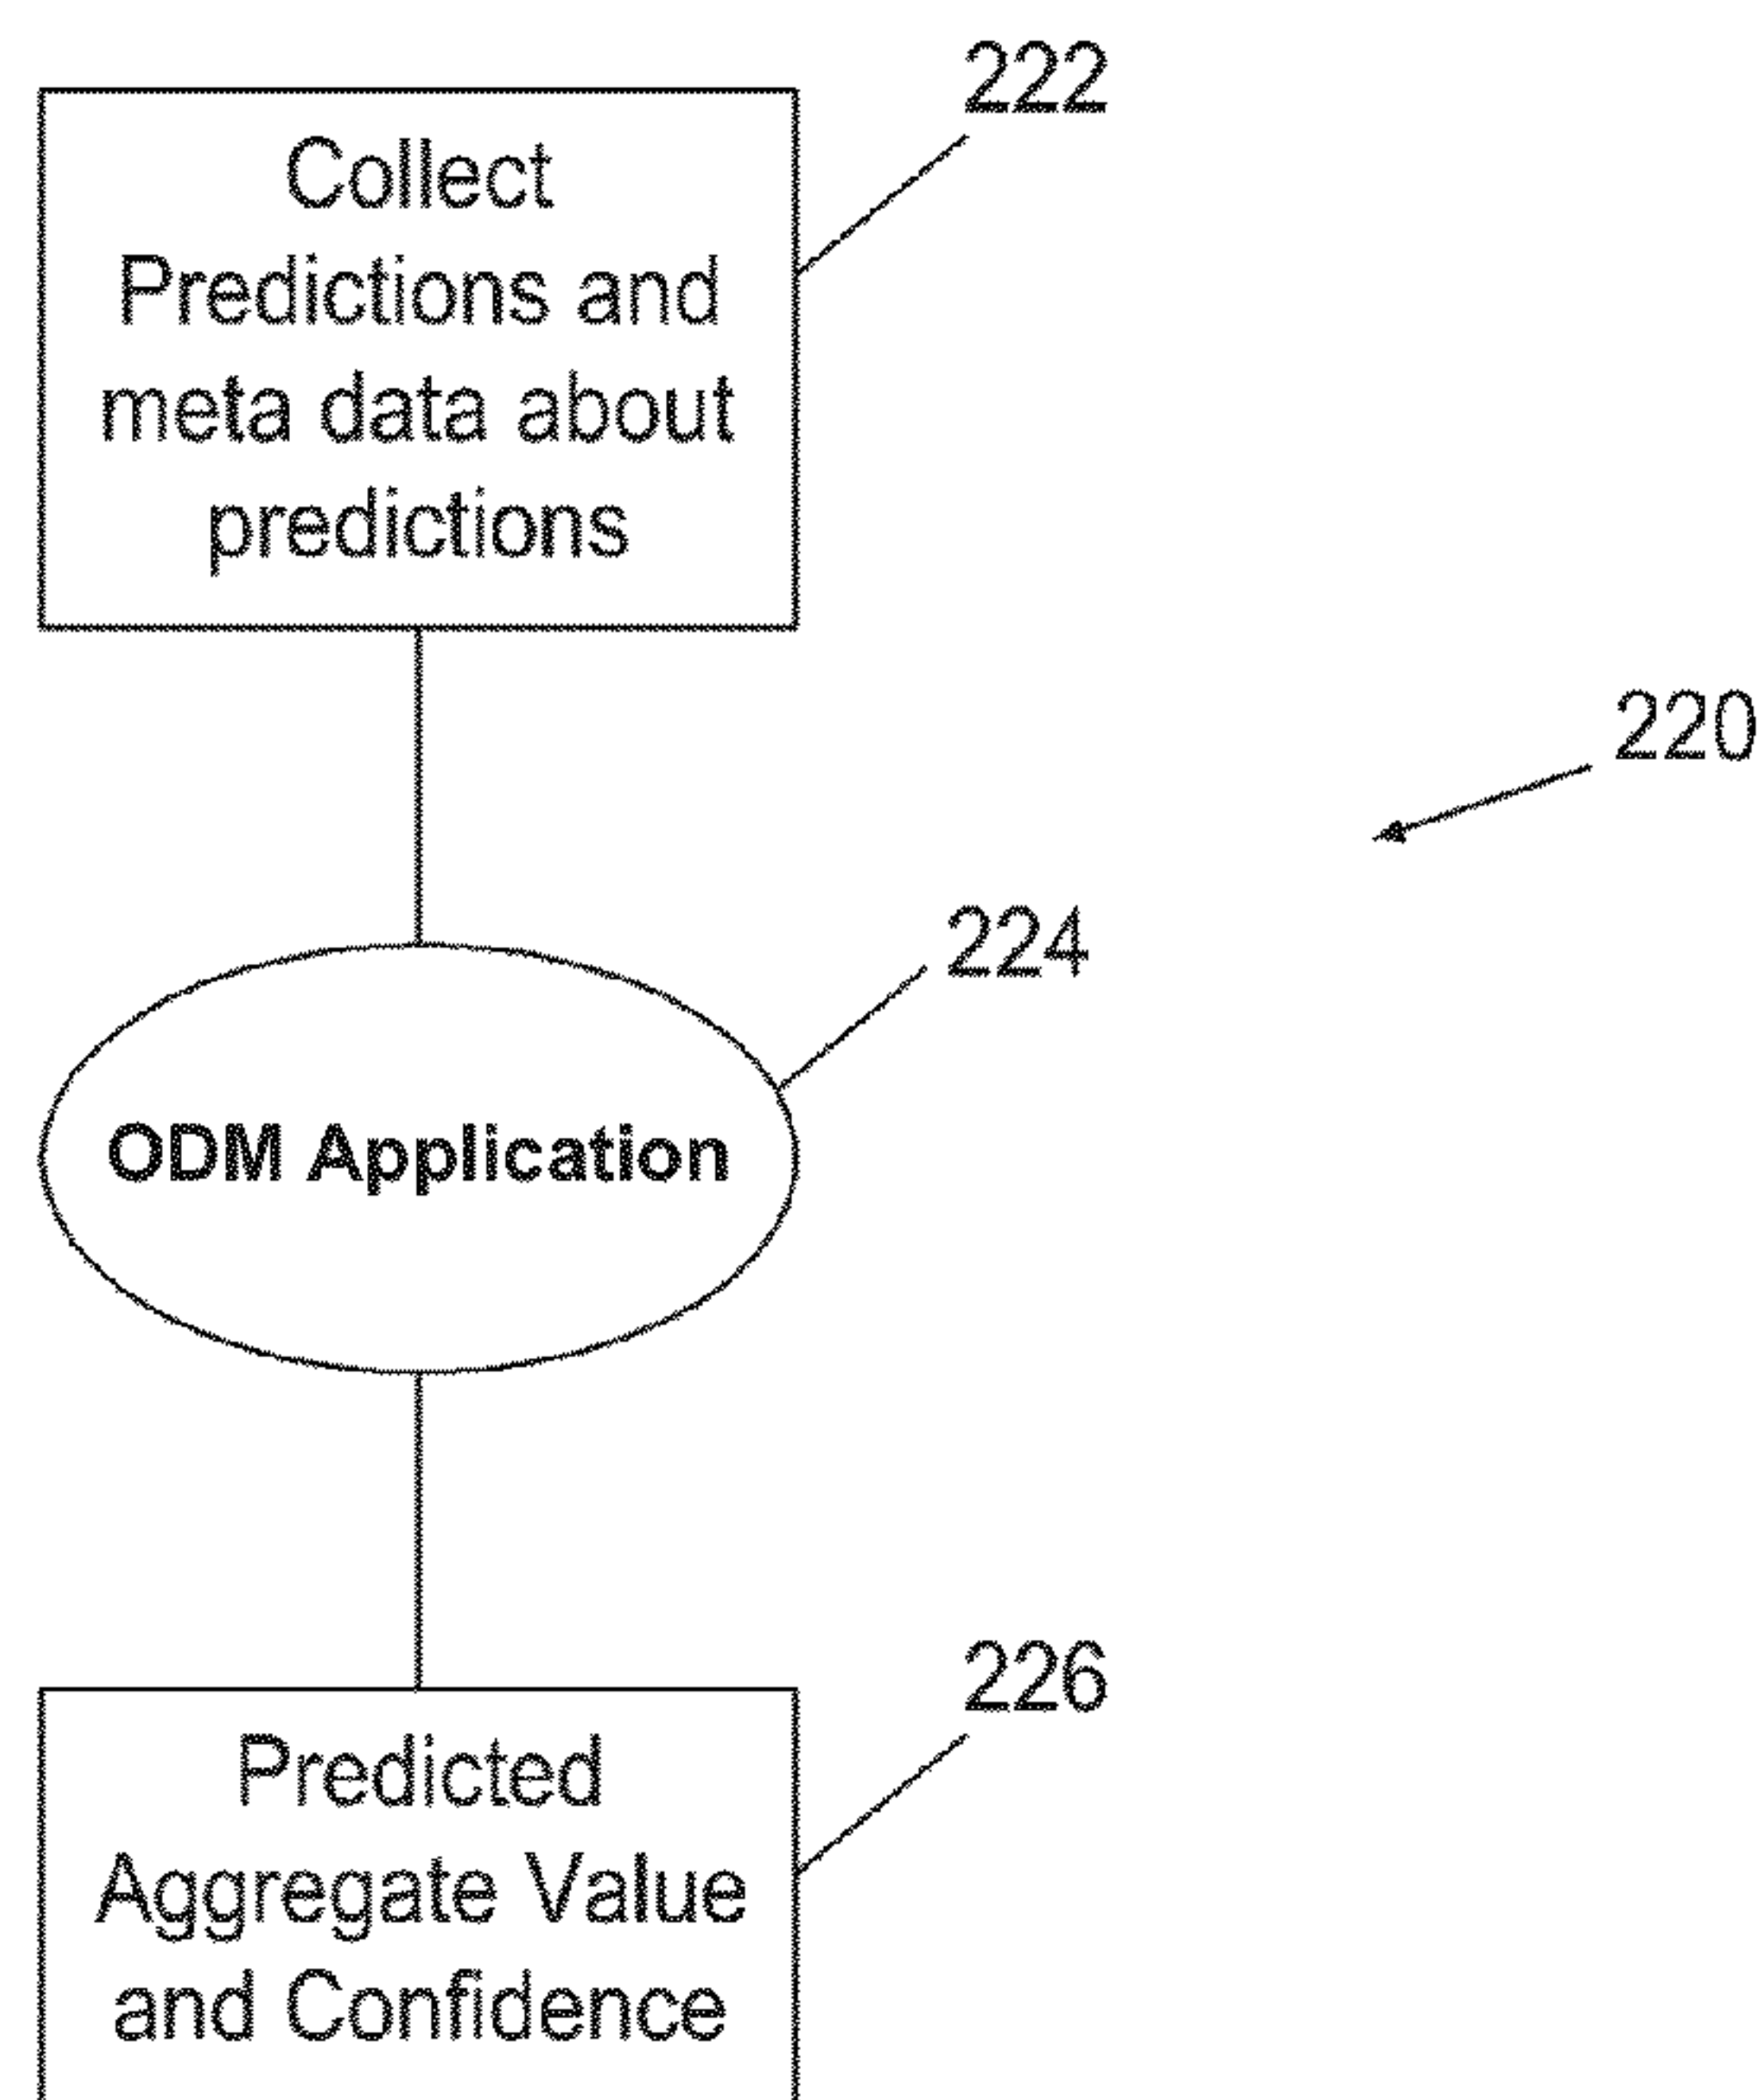 222
Collect
Predictions and
meta data about
predictions
220
224
ODM Application
226
Predicted
Aggregate Value
and Confidence